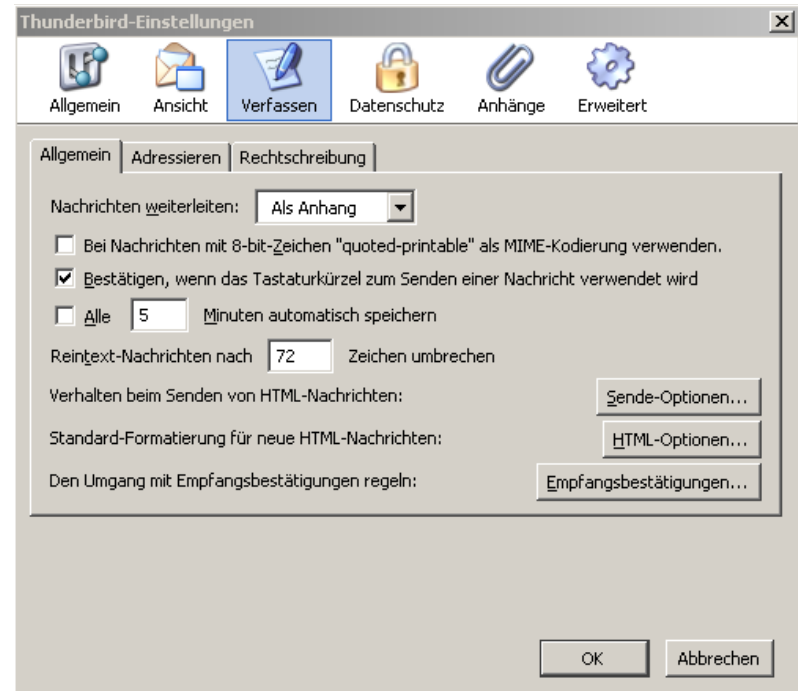 Thunderbird-Einstellungen
Allgemein Ansicht Verfassen Datenschutz Anhänge Erweitert
Allgemein Adressieren Rechtschreibung
Nachrichten weiterleiten: Als Anhang
Bei Nachrichten mit 8-bit-Zeichen "quoted-printable" als MIME-Kodierung verwenden.
Bestätigen, wenn das Tastaturkürzel zum Senden einer Nachricht verwendet wird
Alle 5 Minuten automatisch speichern
Reintext-Nachrichten nach 72 Zeichen umbrechen
Verhalten beim Senden von HTML-Nachrichten: Sende-Optionen...
Standard-Formatierung für neue HTML-Nachrichten: HTML-Optionen...
Den Umgang mit Empfangsbestätigungen regeln: Empfangsbestätigungen...
OK Abbrechen